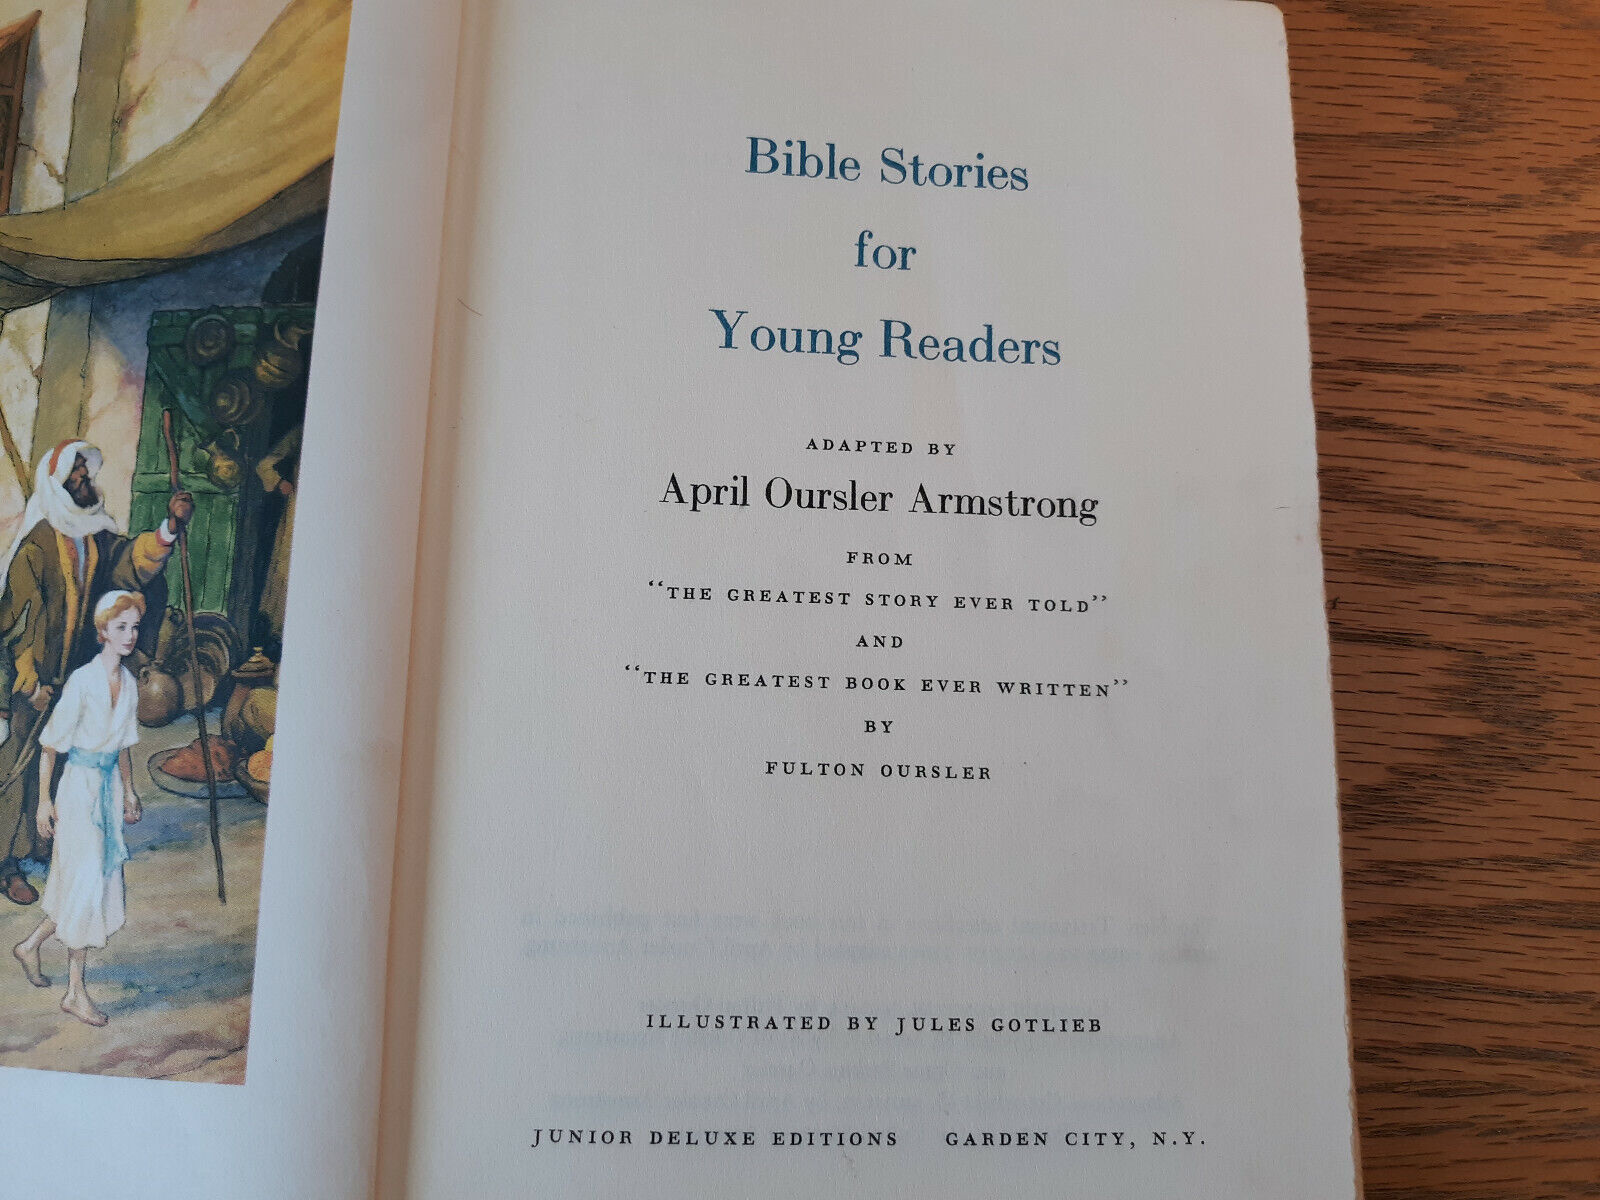 Bible Stories
for
Young Readers
ADAPTED BY
April Oursler Armstrong
FROM
“THE GREATEST STORY EVER TOLD”
AND
“THE GREATEST BOOK EVER WRITTEN”
BY
FULTON OURSLER
ILLUSTRATED BY JULES GOTLIEB
JUNIOR DELUXE EDITIONS GARDEN CITY, N.Y.